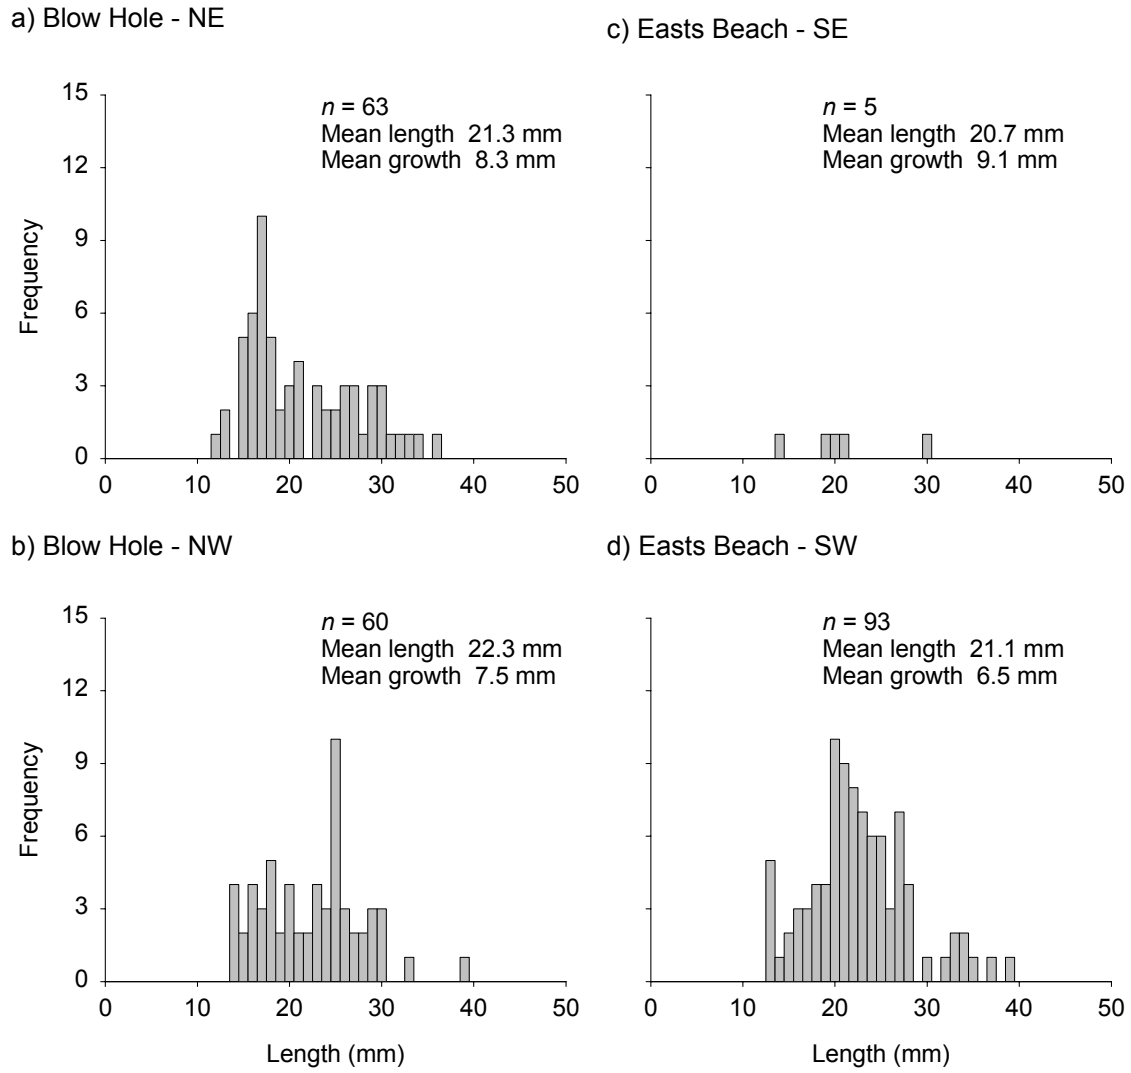 a) Blow Hole - NE
n = 63
Mean length 21.3 mm
Mean growth 8.3 mm
Frequency
15
12
9
6
3
0
0 10 20 30 40 50
c) Easts Beach - SE
n = 5
Mean length 20.7 mm
Mean growth 9.1 mm
0 10 20 30 40 50
b) Blow Hole - NW
n = 60
Mean length 22.3 mm
Mean growth 7.5 mm
Frequency
15
12
9
6
3
0
0 10 20 30 40 50
Length (mm)
d) Easts Beach - SW
n = 93
Mean length 21.1 mm
Mean growth 6.5 mm
0 10 20 30 40 50
Length (mm)